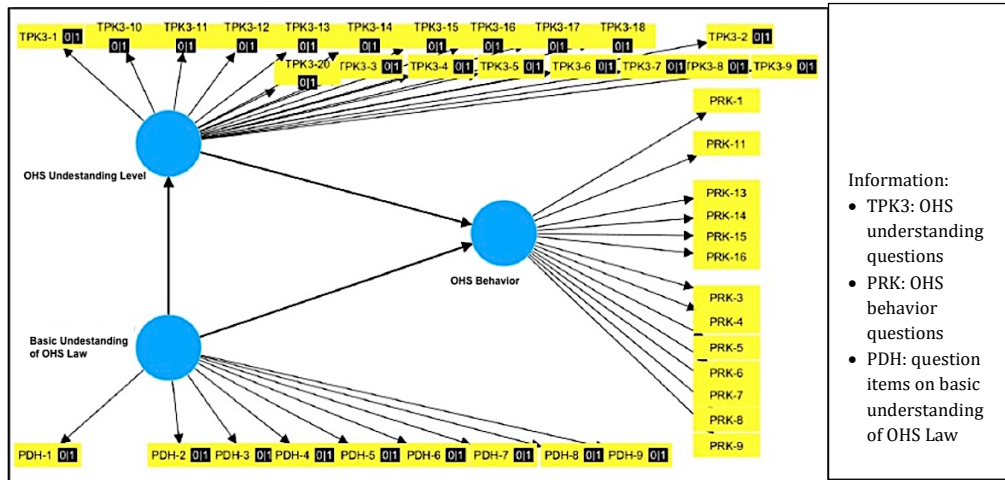 TPK3-1 0|1
TPK3-10 0|1
TPK3-11 0|1
TPK3-12 0|1
TPK3-13 0|1
TPK3-14 0|1
TPK3-15 0|1
TPK3-16 0|1
TPK3-17 0|1
TPK3-18 0|1
TPK3-2 0|1
TPK3-20 0|1
TPK3-3 0|1
TPK3-4 0|1
TPK3-5 0|1
TPK3-6 0|1
TPK3-7 0|1
TPK3-8 0|1
TPK3-9 0|1
OHS Undestanding Level
PRK-1
PRK-11
PRK-13
PRK-14
PRK-15
PRK-16
PRK-3
PRK-4
PRK-5
PRK-6
PRK-7
PRK-8
PRK-9
OHS Behavior
Basic Undestanding
of OHS Law
PDH-1 0|1
PDH-2 0|1
PDH-3 0|1
PDH-4 0|1
PDH-5 0|1
PDH-6 0|1
PDH-7 0|1
PDH-8 0|1
PDH-9 0|1
Information:
• TPK3: OHS
understanding
questions
• PRK: OHS
behavior
questions
• PDH: question
items on basic
understanding
of OHS Law